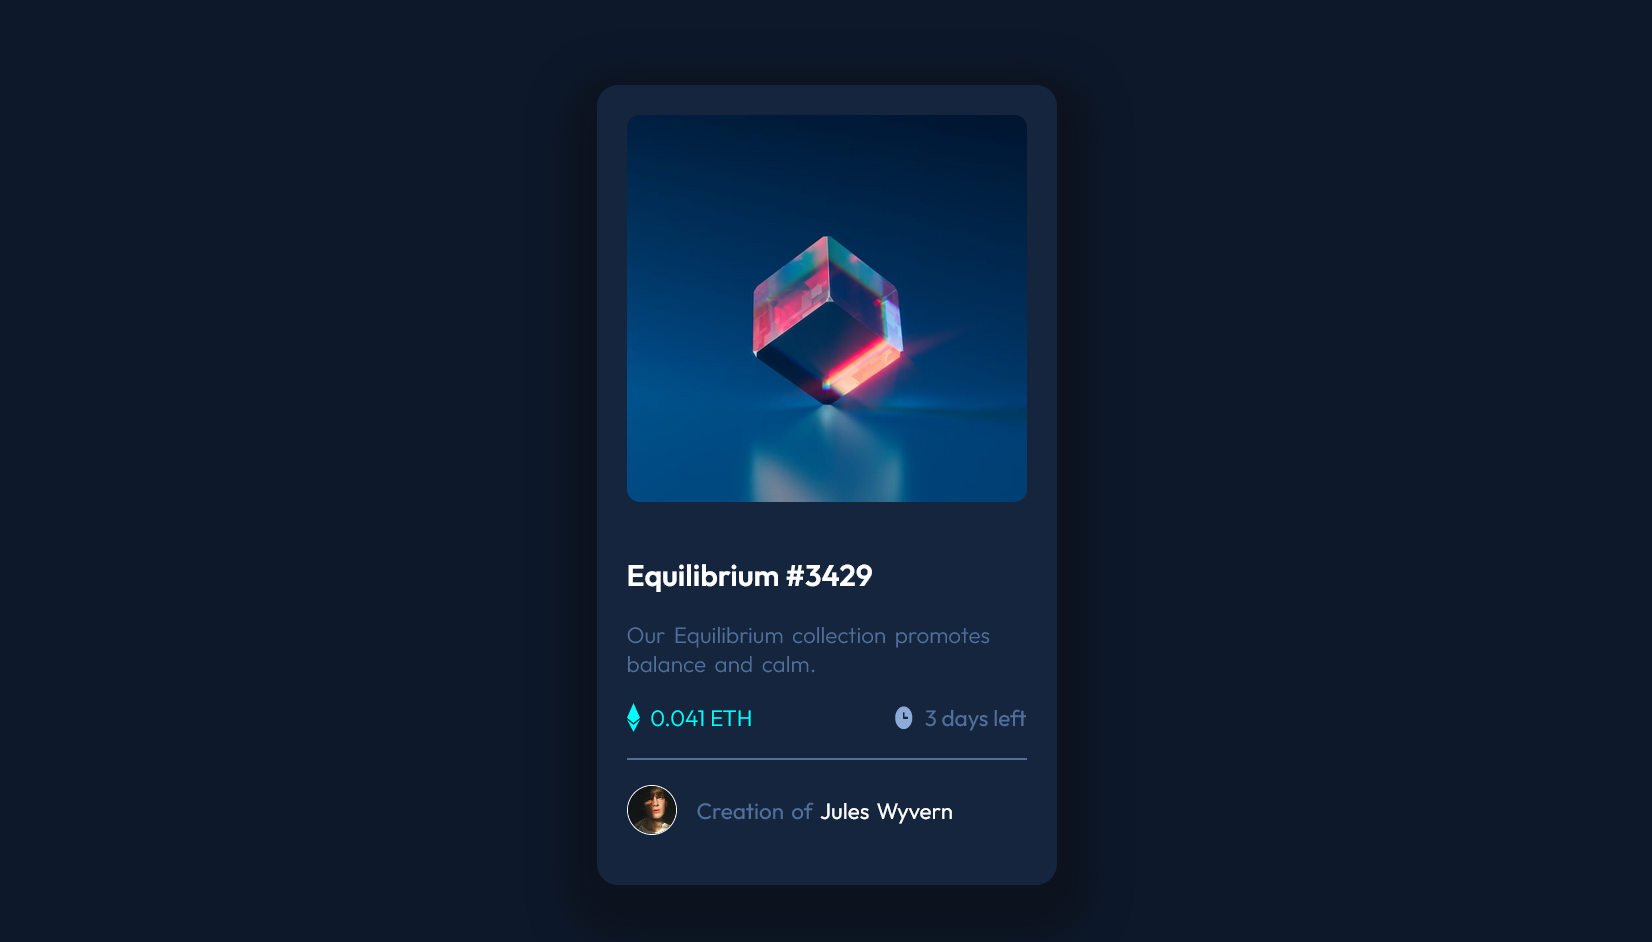 Equilibrium #3429
Our Equilibrium collection promotes
balance and calm.
0.041 ETH
3 days left
Creation of Jules Wyvern